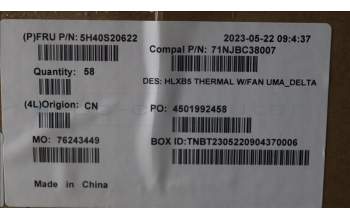 (P)FRU P/N: 5H40S20622
2023-05-22 09:4:37
Compal P/N: 71NJBC38007
Quantity: 58
DES: HLXB5 THERMAL W/FAN UMA_DELTA
(4L)Origion: CN
PO: 4501992458
MO: 76243449
BOX ID:TNBT2305220904370006
Made in China